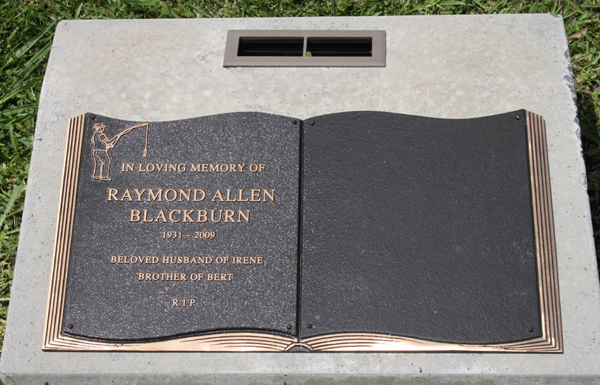 IN LOVING MEMORY OF
RAYMOND ALLEN
BLACKBURN
1931 - 2009
BELOVED HUSBAND OF IRENE
BROTHER OF BERT
R I P